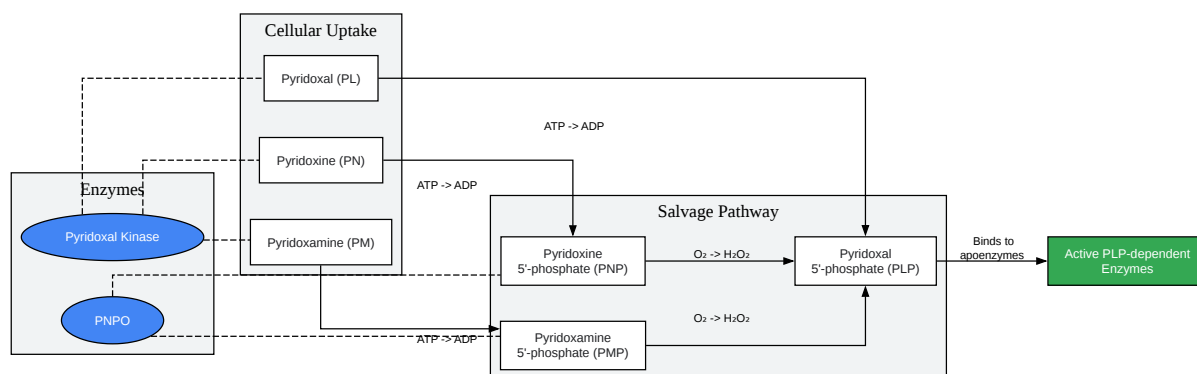 Cellular Uptake
Pyridoxal (PL)
ATP -> ADP
Pyridoxine (PN)
ATP -> ADP
Enzymes
Pyridoxal Kinase
Pyridoxamine (PM)
Salvage Pathway
Pyridoxine
5'-phosphate (PNP)
O₂ -> H₂O₂
Pyridoxal
5'-phosphate (PLP)
Binds to
apoenzymes
Active PLP-dependent
Enzymes
PNPO
ATP -> ADP
Pyridoxamine
5'-phosphate (PMP)
O₂ -> H₂O₂